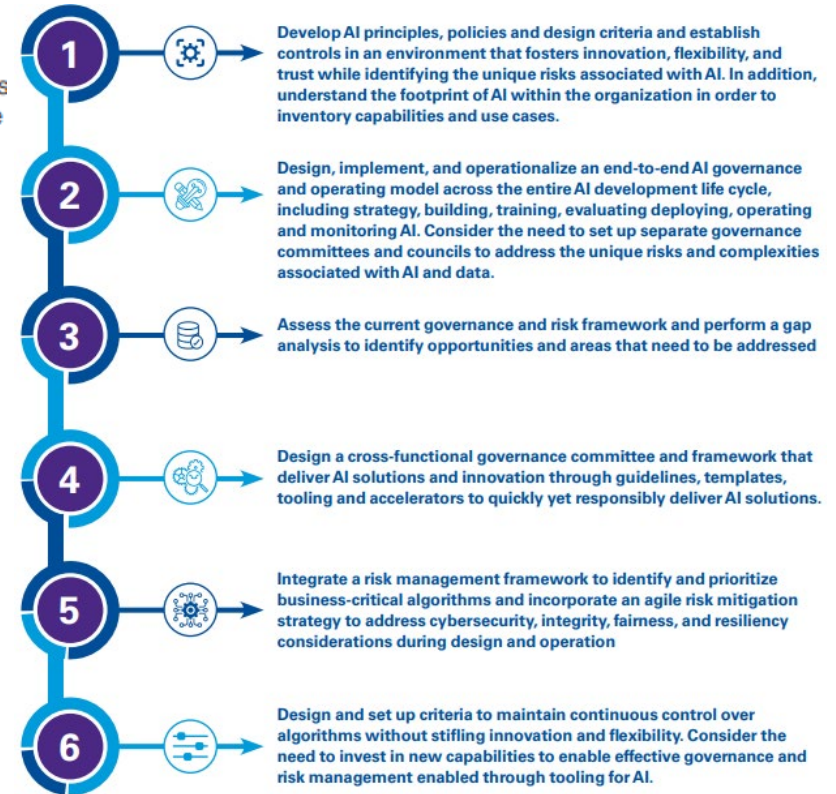 1
Develop AI principles, policies and design criteria and establish
controls in an environment that fosters innovation, flexibility, and
trust while identifying the unique risks associated with AI. In addition,
understand the footprint of AI within the organization in order to
inventory capabilities and use cases.
2
Design, implement, and operationalize an end-to-end AI governance
and operating model across the entire AI development life cycle,
including strategy, building, training, evaluating deploying, operating
and monitoring AI. Consider the need to set up separate governance
committees and councils to address the unique risks and complexities
associated with AI and data.
3
Assess the current governance and risk framework and perform a gap
analysis to identify opportunities and areas that need to be addressed
4
Design a cross-functional governance committee and framework that
deliver AI solutions and innovation through guidelines, templates,
tooling and accelerators to quickly yet responsibly deliver AI solutions.
5
Integrate a risk management framework to identify and prioritize
business-critical algorithms and incorporate an agile risk mitigation
strategy to address cybersecurity, integrity, fairness, and resiliency
considerations during design and operation
6
Design and set up criteria to maintain continuous control over
algorithms without stifling innovation and flexibility. Consider the
need to invest in new capabilities to enable effective governance and
risk management enabled through tooling for AI.